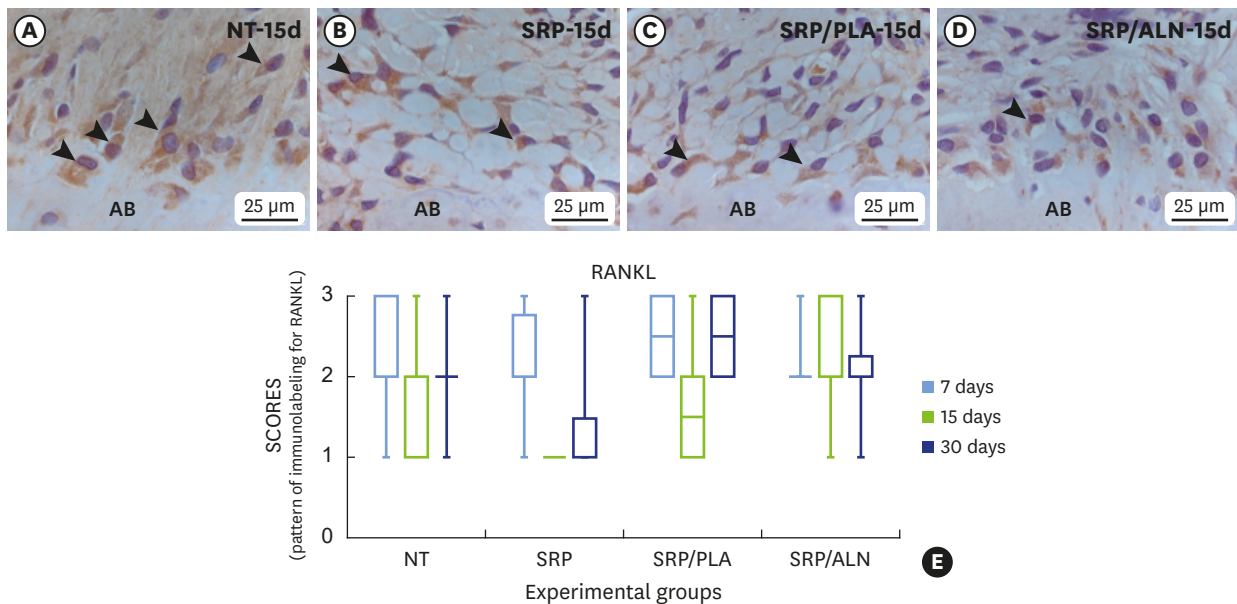 A
NT-15d
AB
25 μm
B
SRP-15d
AB
25 μm
C
SRP/PLA-15d
AB
25 μm
D
SRP/ALN-15d
AB
25 μm
RANKL
SCORES
(pattern of immunolabeling for RANKL)
3
2
1
0
NT
SRP
SRP/PLA
SRP/ALN
Experimental groups
7 days
15 days
30 days
E